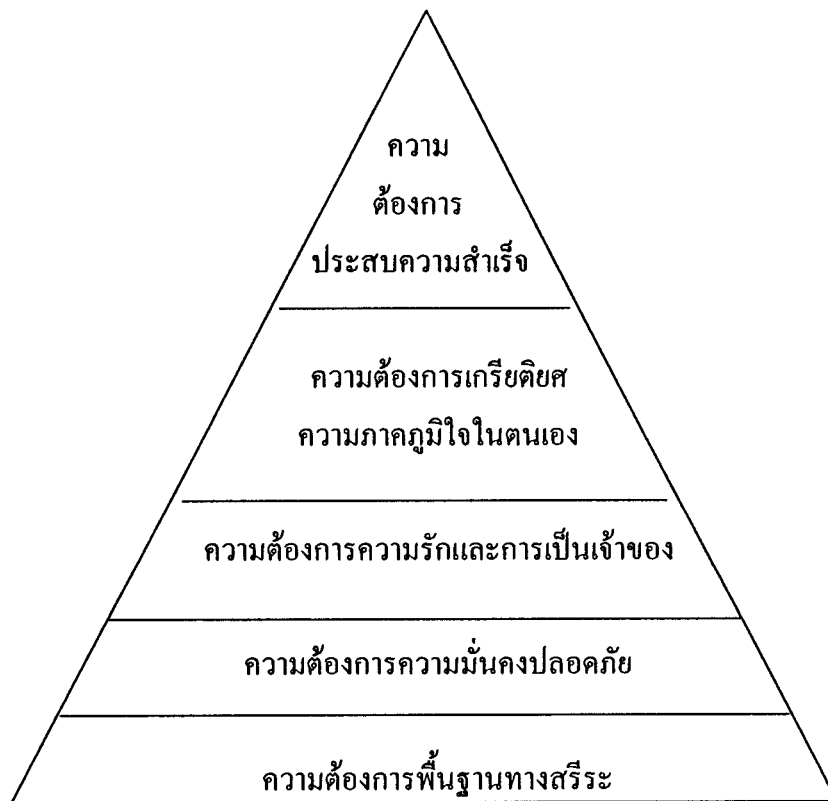 ความ
ต้องการ
ประสบความสำเร็จ
ความต้องการเกรียติยศ
ความภาคภูมิใจในตนเอง
ความต้องการความรักและการเป็นเจ้าของ
ความต้องการความมั่นคงปลอดภัย
ความต้องการพื้นฐานทางสรีระ